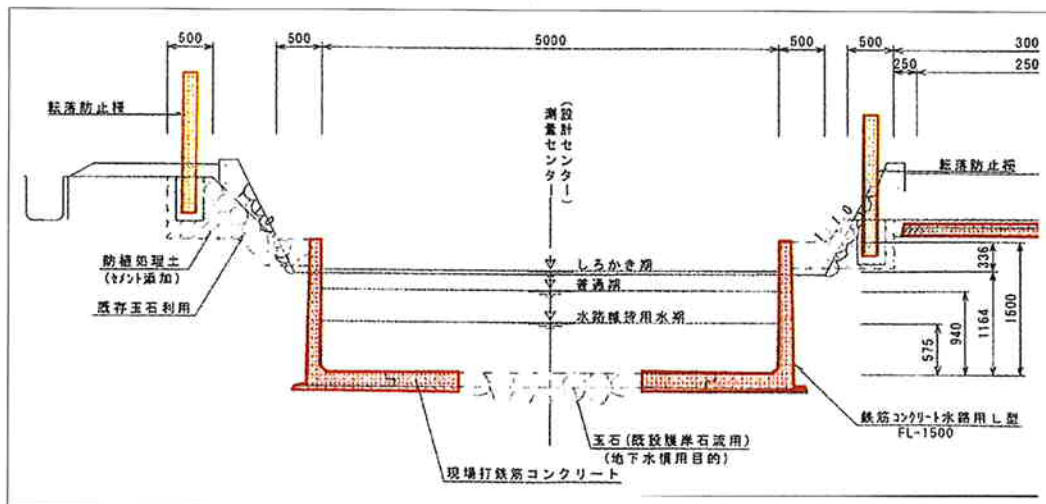 500
500
5000
500
500
300
250
250
転落防止柵
(設計センター)
測量センタ
転落防止柵
防植処理土
(セメント添加)
既存玉石利用
1.10
しろかき期
普通期
水路維持用水期
336
1164
1500
940
575
鉄筋コンクリート水路用L型
FL-1500
玉石(既設護岸石流用)
(地下水慣用目的)
現場打鉄筋コンクリート